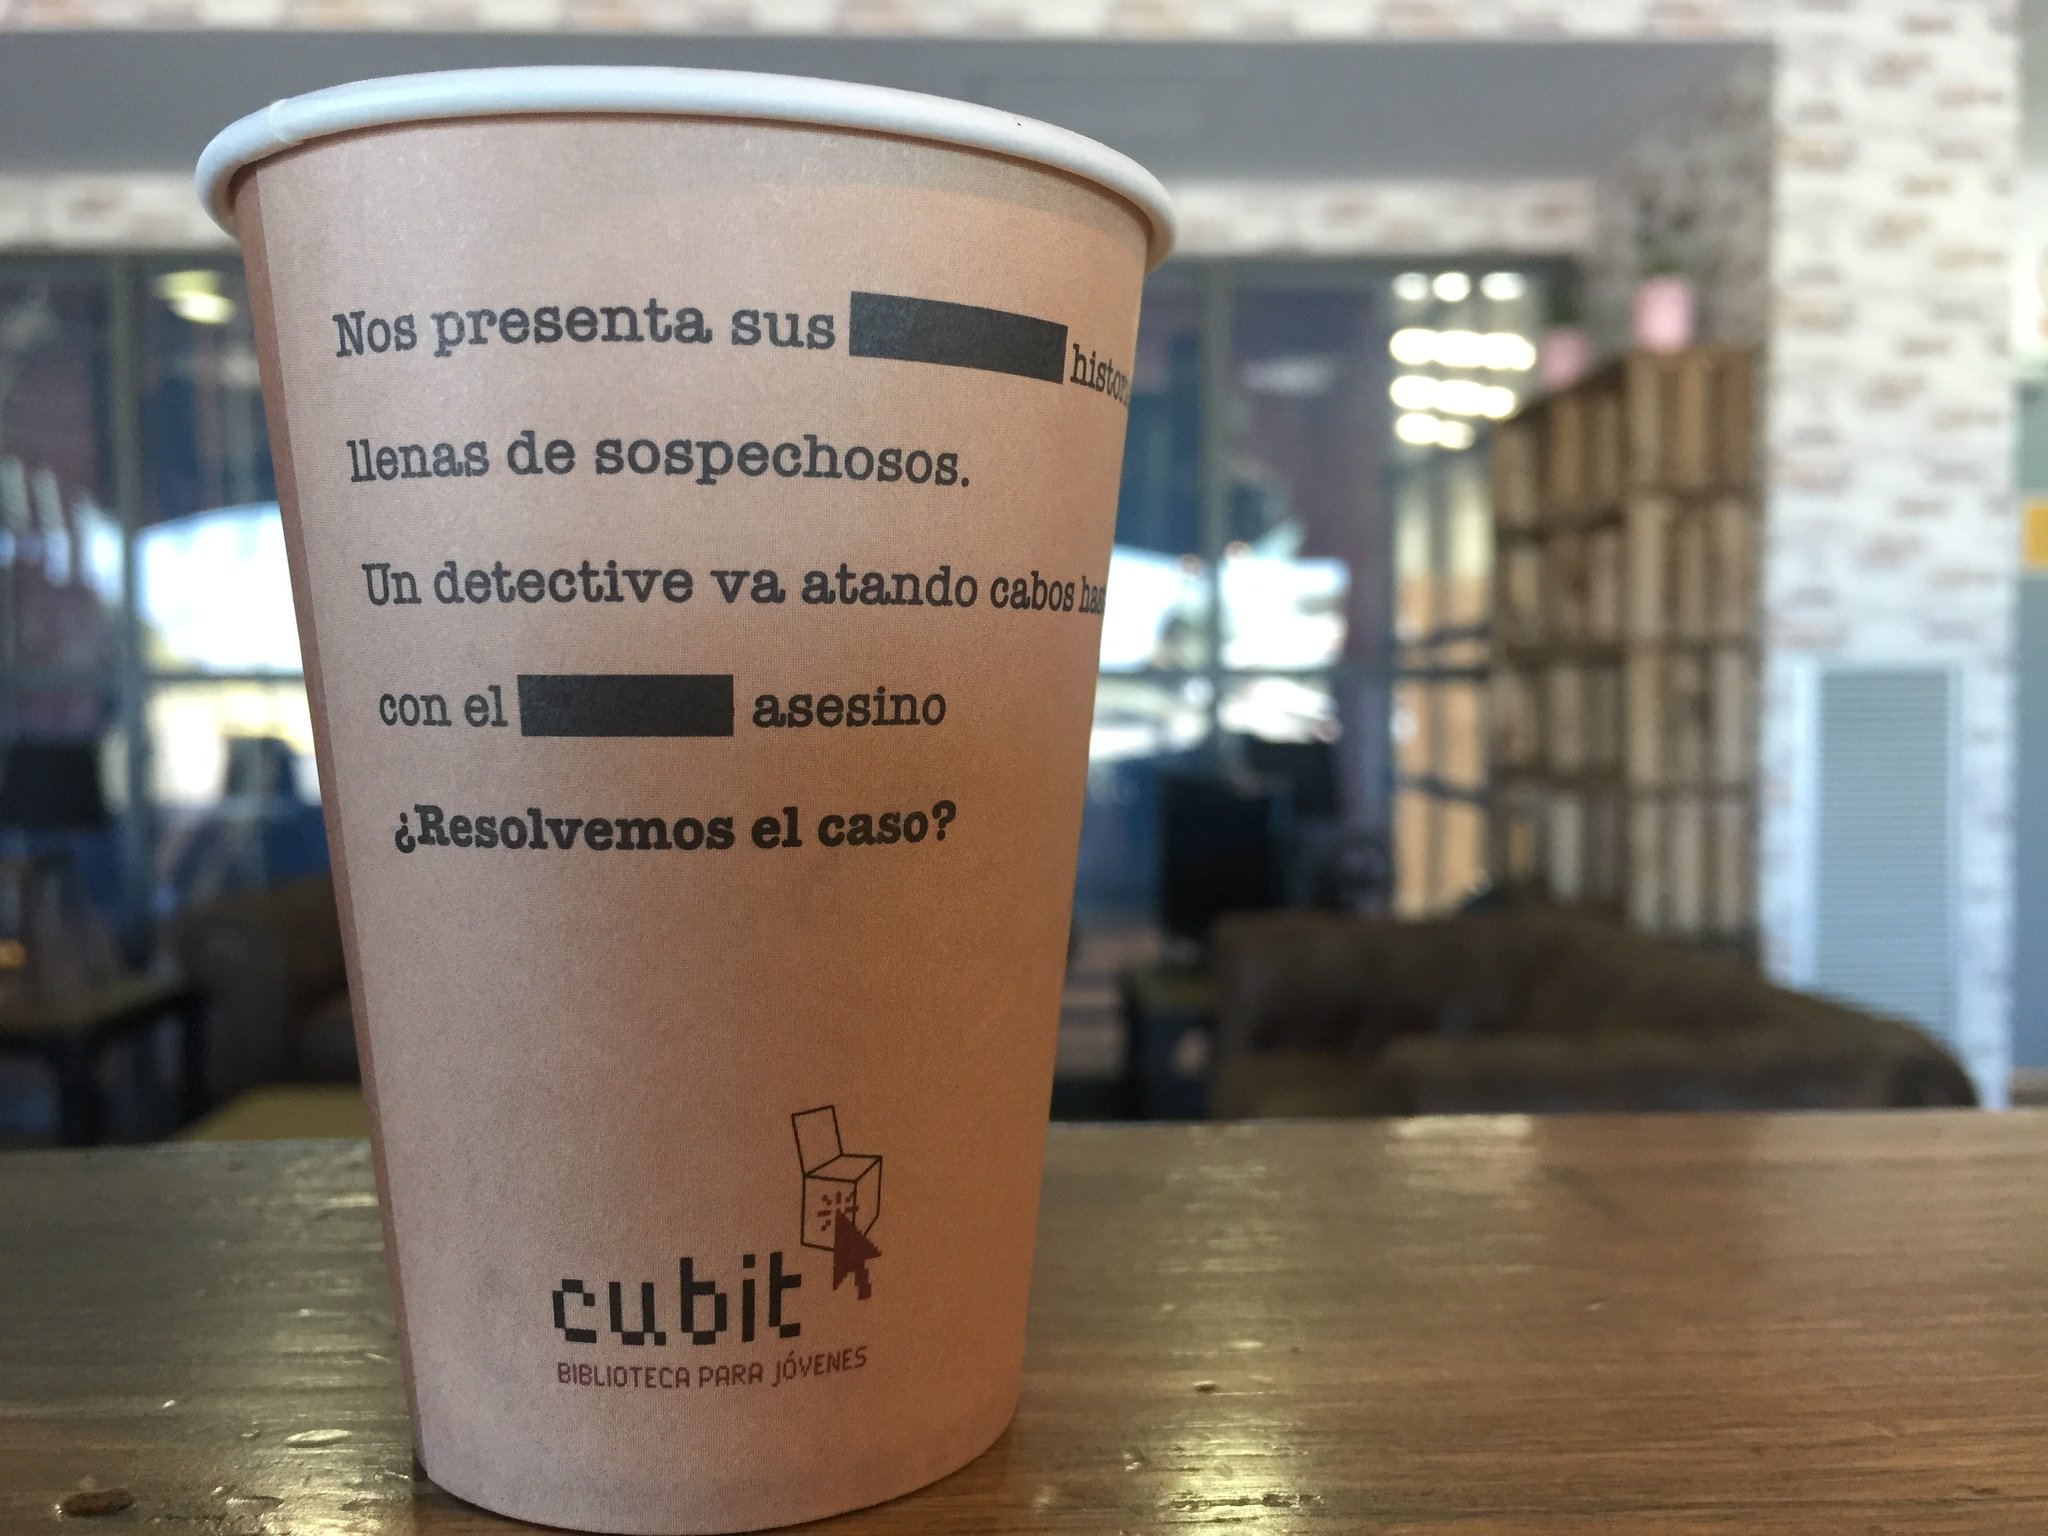 Nos presenta sus
llenas de sospechosos.
Un detective va atando cabos
con el asesino
¿Resolvemos el caso?
cubit
BIBLIOTECA PARA JÓVENES